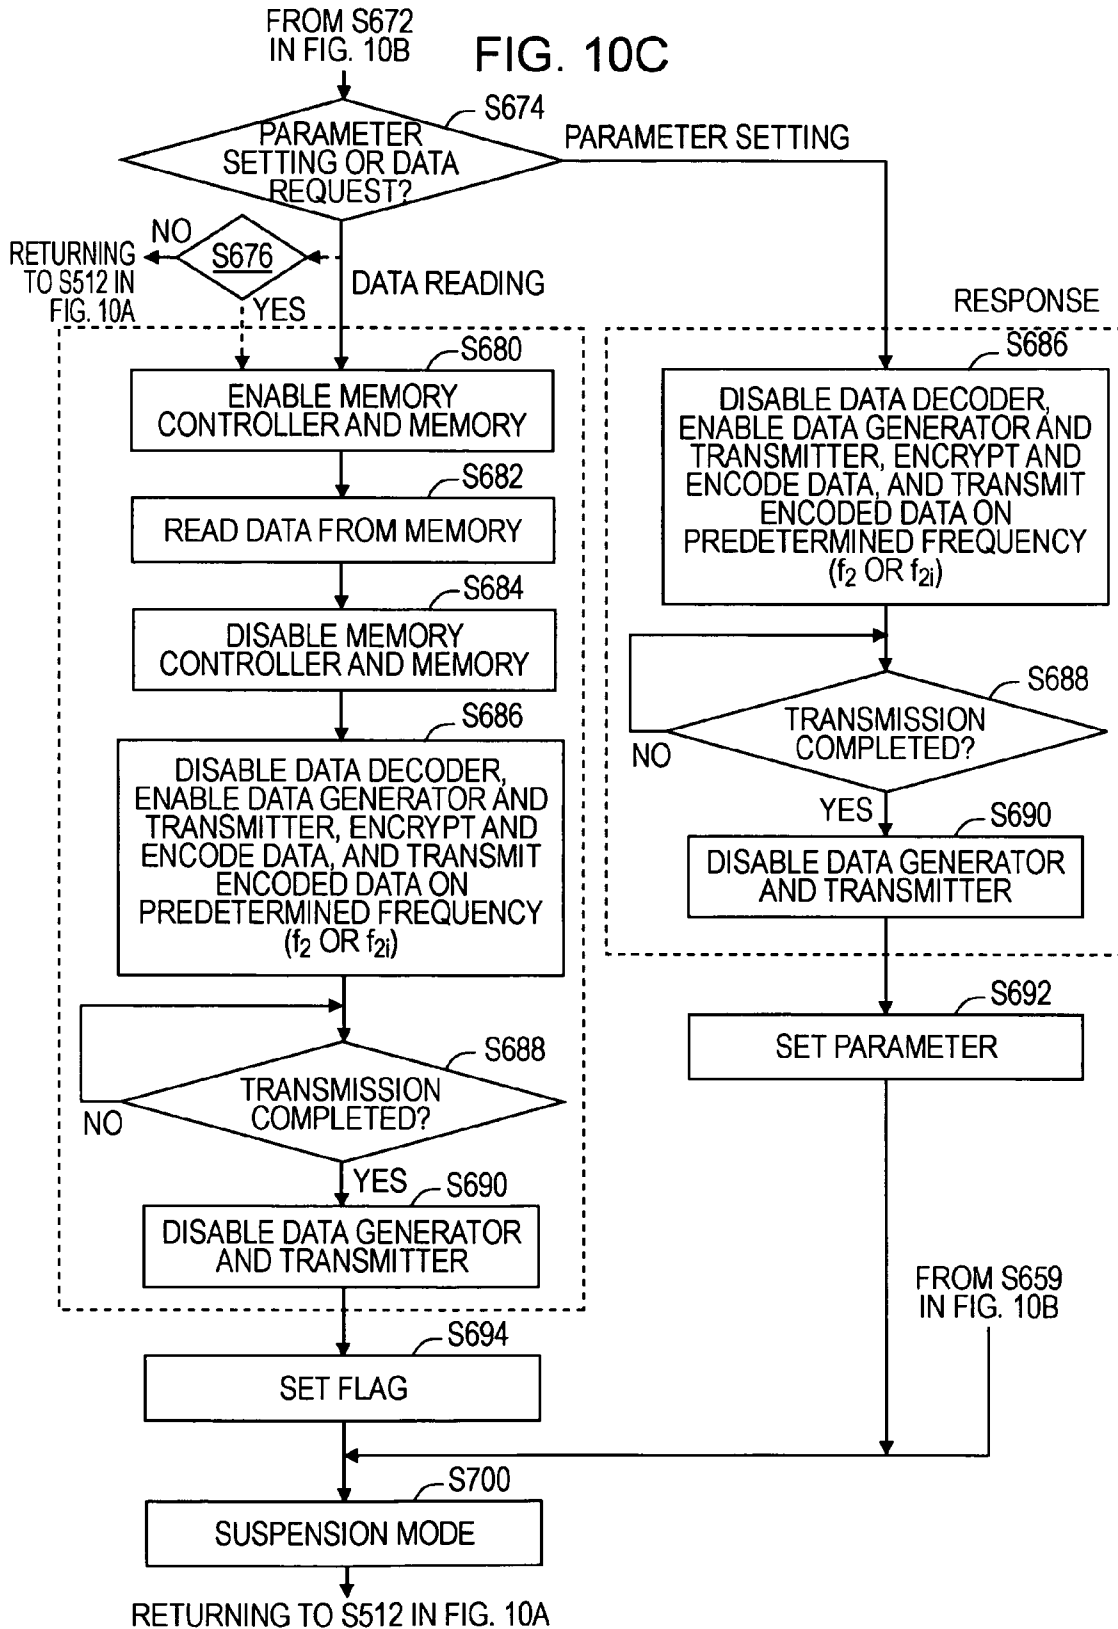 FROM S672
IN FIG. 10B
FIG. 10C
S674
PARAMETER
SETTING OR DATA
REQUEST?
PARAMETER SETTING
NO
S676
RETURNING
TO S512 IN
FIG. 10A
YES
DATA READING
RESPONSE
S680
ENABLE MEMORY
CONTROLLER AND MEMORY
S682
READ DATA FROM MEMORY
S684
DISABLE MEMORY
CONTROLLER AND MEMORY
S686
DISABLE DATA DECODER,
ENABLE DATA GENERATOR AND
TRANSMITTER, ENCRYPT AND
ENCODE DATA, AND TRANSMIT
ENCODED DATA ON
PREDETERMINED FREQUENCY
(f2 OR f2i)
S688
TRANSMISSION
COMPLETED?
NO
YES
S690
DISABLE DATA GENERATOR
AND TRANSMITTER
S686
DISABLE DATA DECODER,
ENABLE DATA GENERATOR AND
TRANSMITTER, ENCRYPT AND
ENCODE DATA, AND TRANSMIT
ENCODED DATA ON
PREDETERMINED FREQUENCY
(f2 OR f2i)
S688
TRANSMISSION
COMPLETED?
NO
YES
S690
DISABLE DATA GENERATOR
AND TRANSMITTER
S692
SET PARAMETER
FROM S659
IN FIG. 10B
S694
SET FLAG
S700
SUSPENSION MODE
RETURNING TO S512 IN FIG. 10A